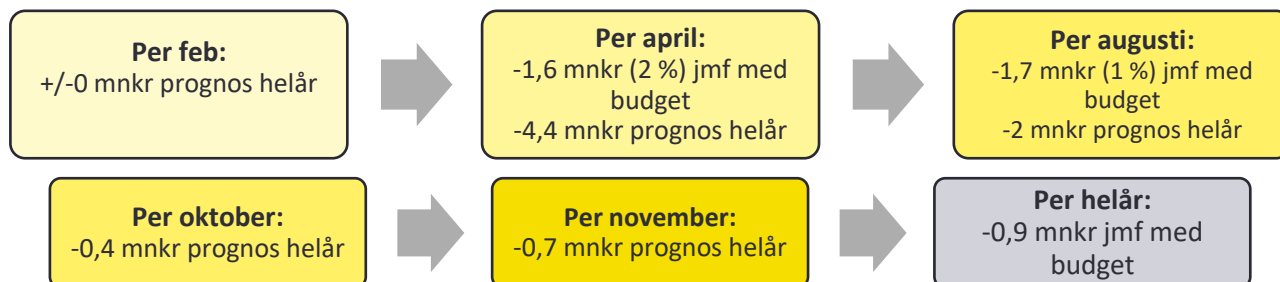 Per feb:
+/-0 mnkr prognos helår
Per april:
-1,6 mnkr (2 %) jmf med
budget
-4,4 mnkr prognos helår
Per augusti:
-1,7 mnkr (1 %) jmf med
budget
-2 mnkr prognos helår
Per oktober:
-0,4 mnkr prognos helår
Per november:
-0,7 mnkr prognos helår
Per helår:
-0,9 mnkr jmf med
budget